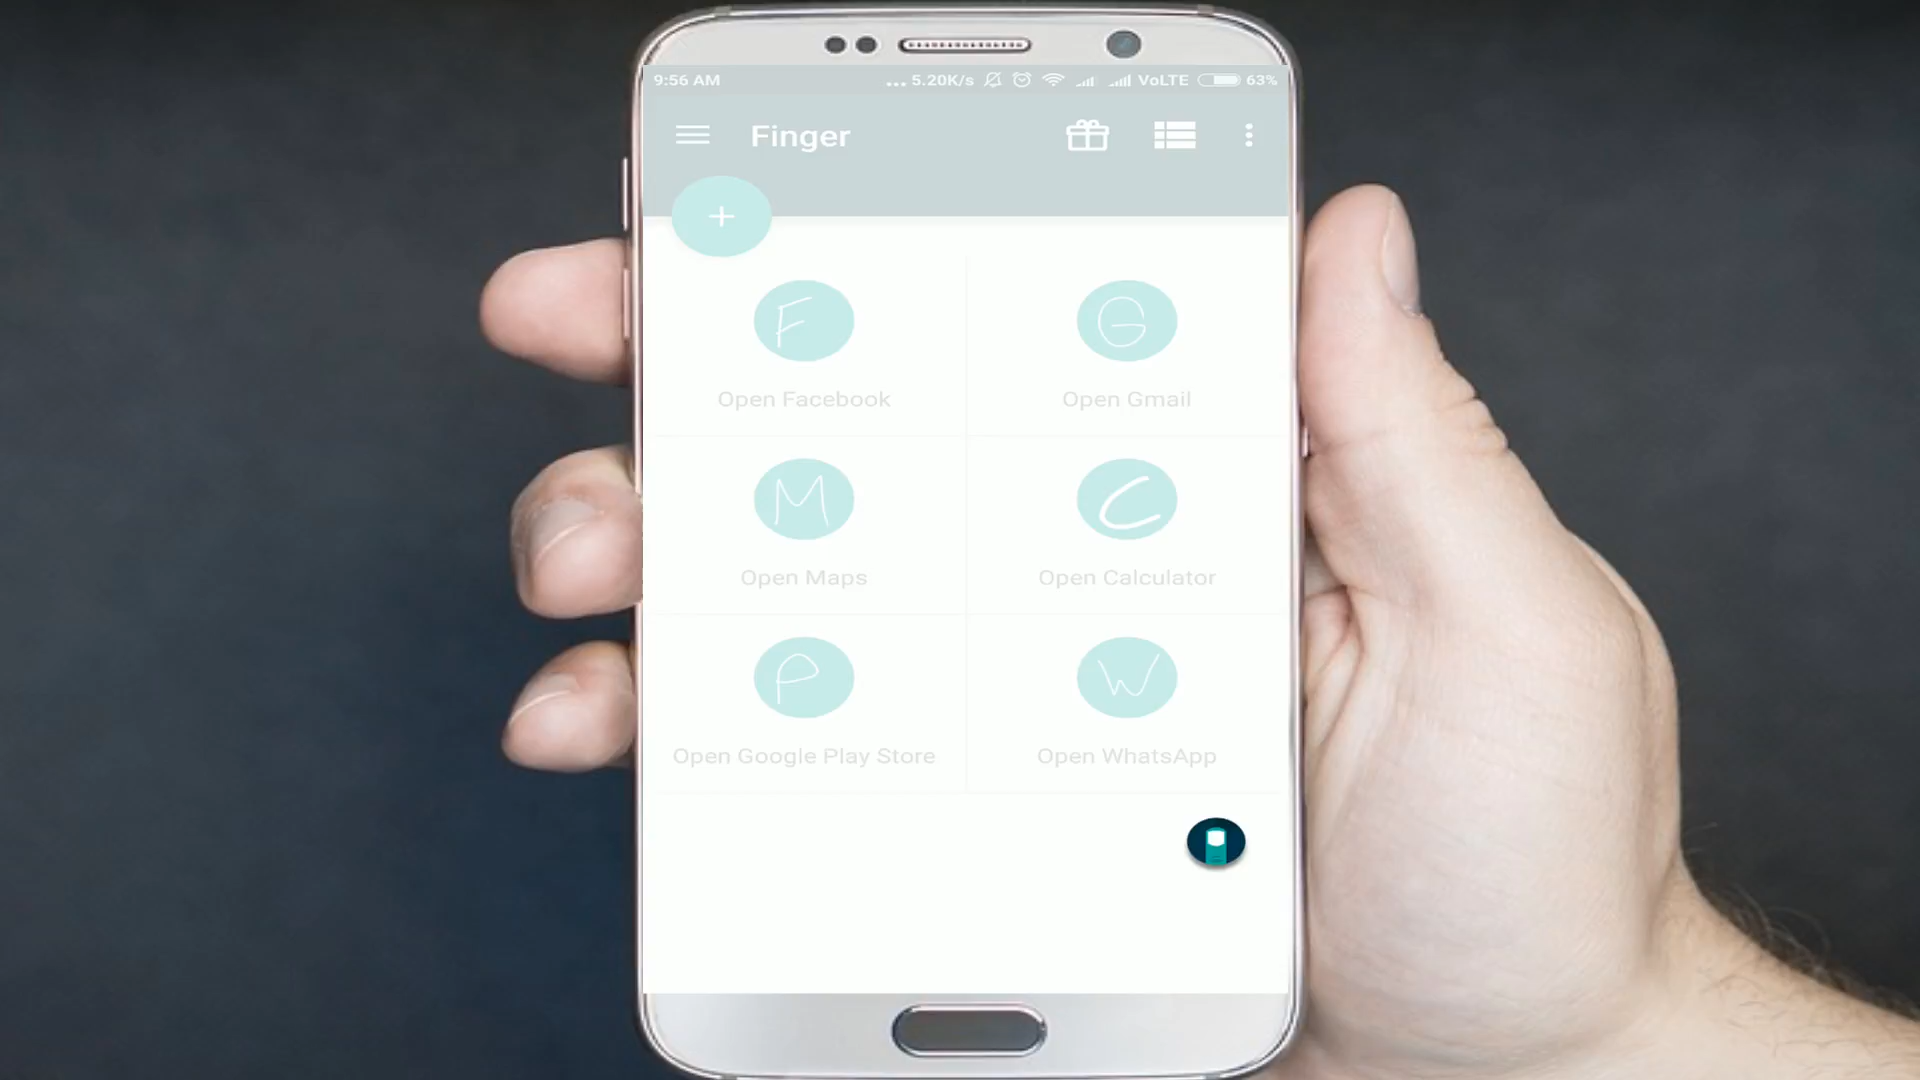 9:56 AM ... 5.20K/s VoLTE 63%
Finger
+
F G
Open Facebook Open Gmail
M C
Open Maps Open Calculator
P W
Open Google Play Store Open WhatsApp